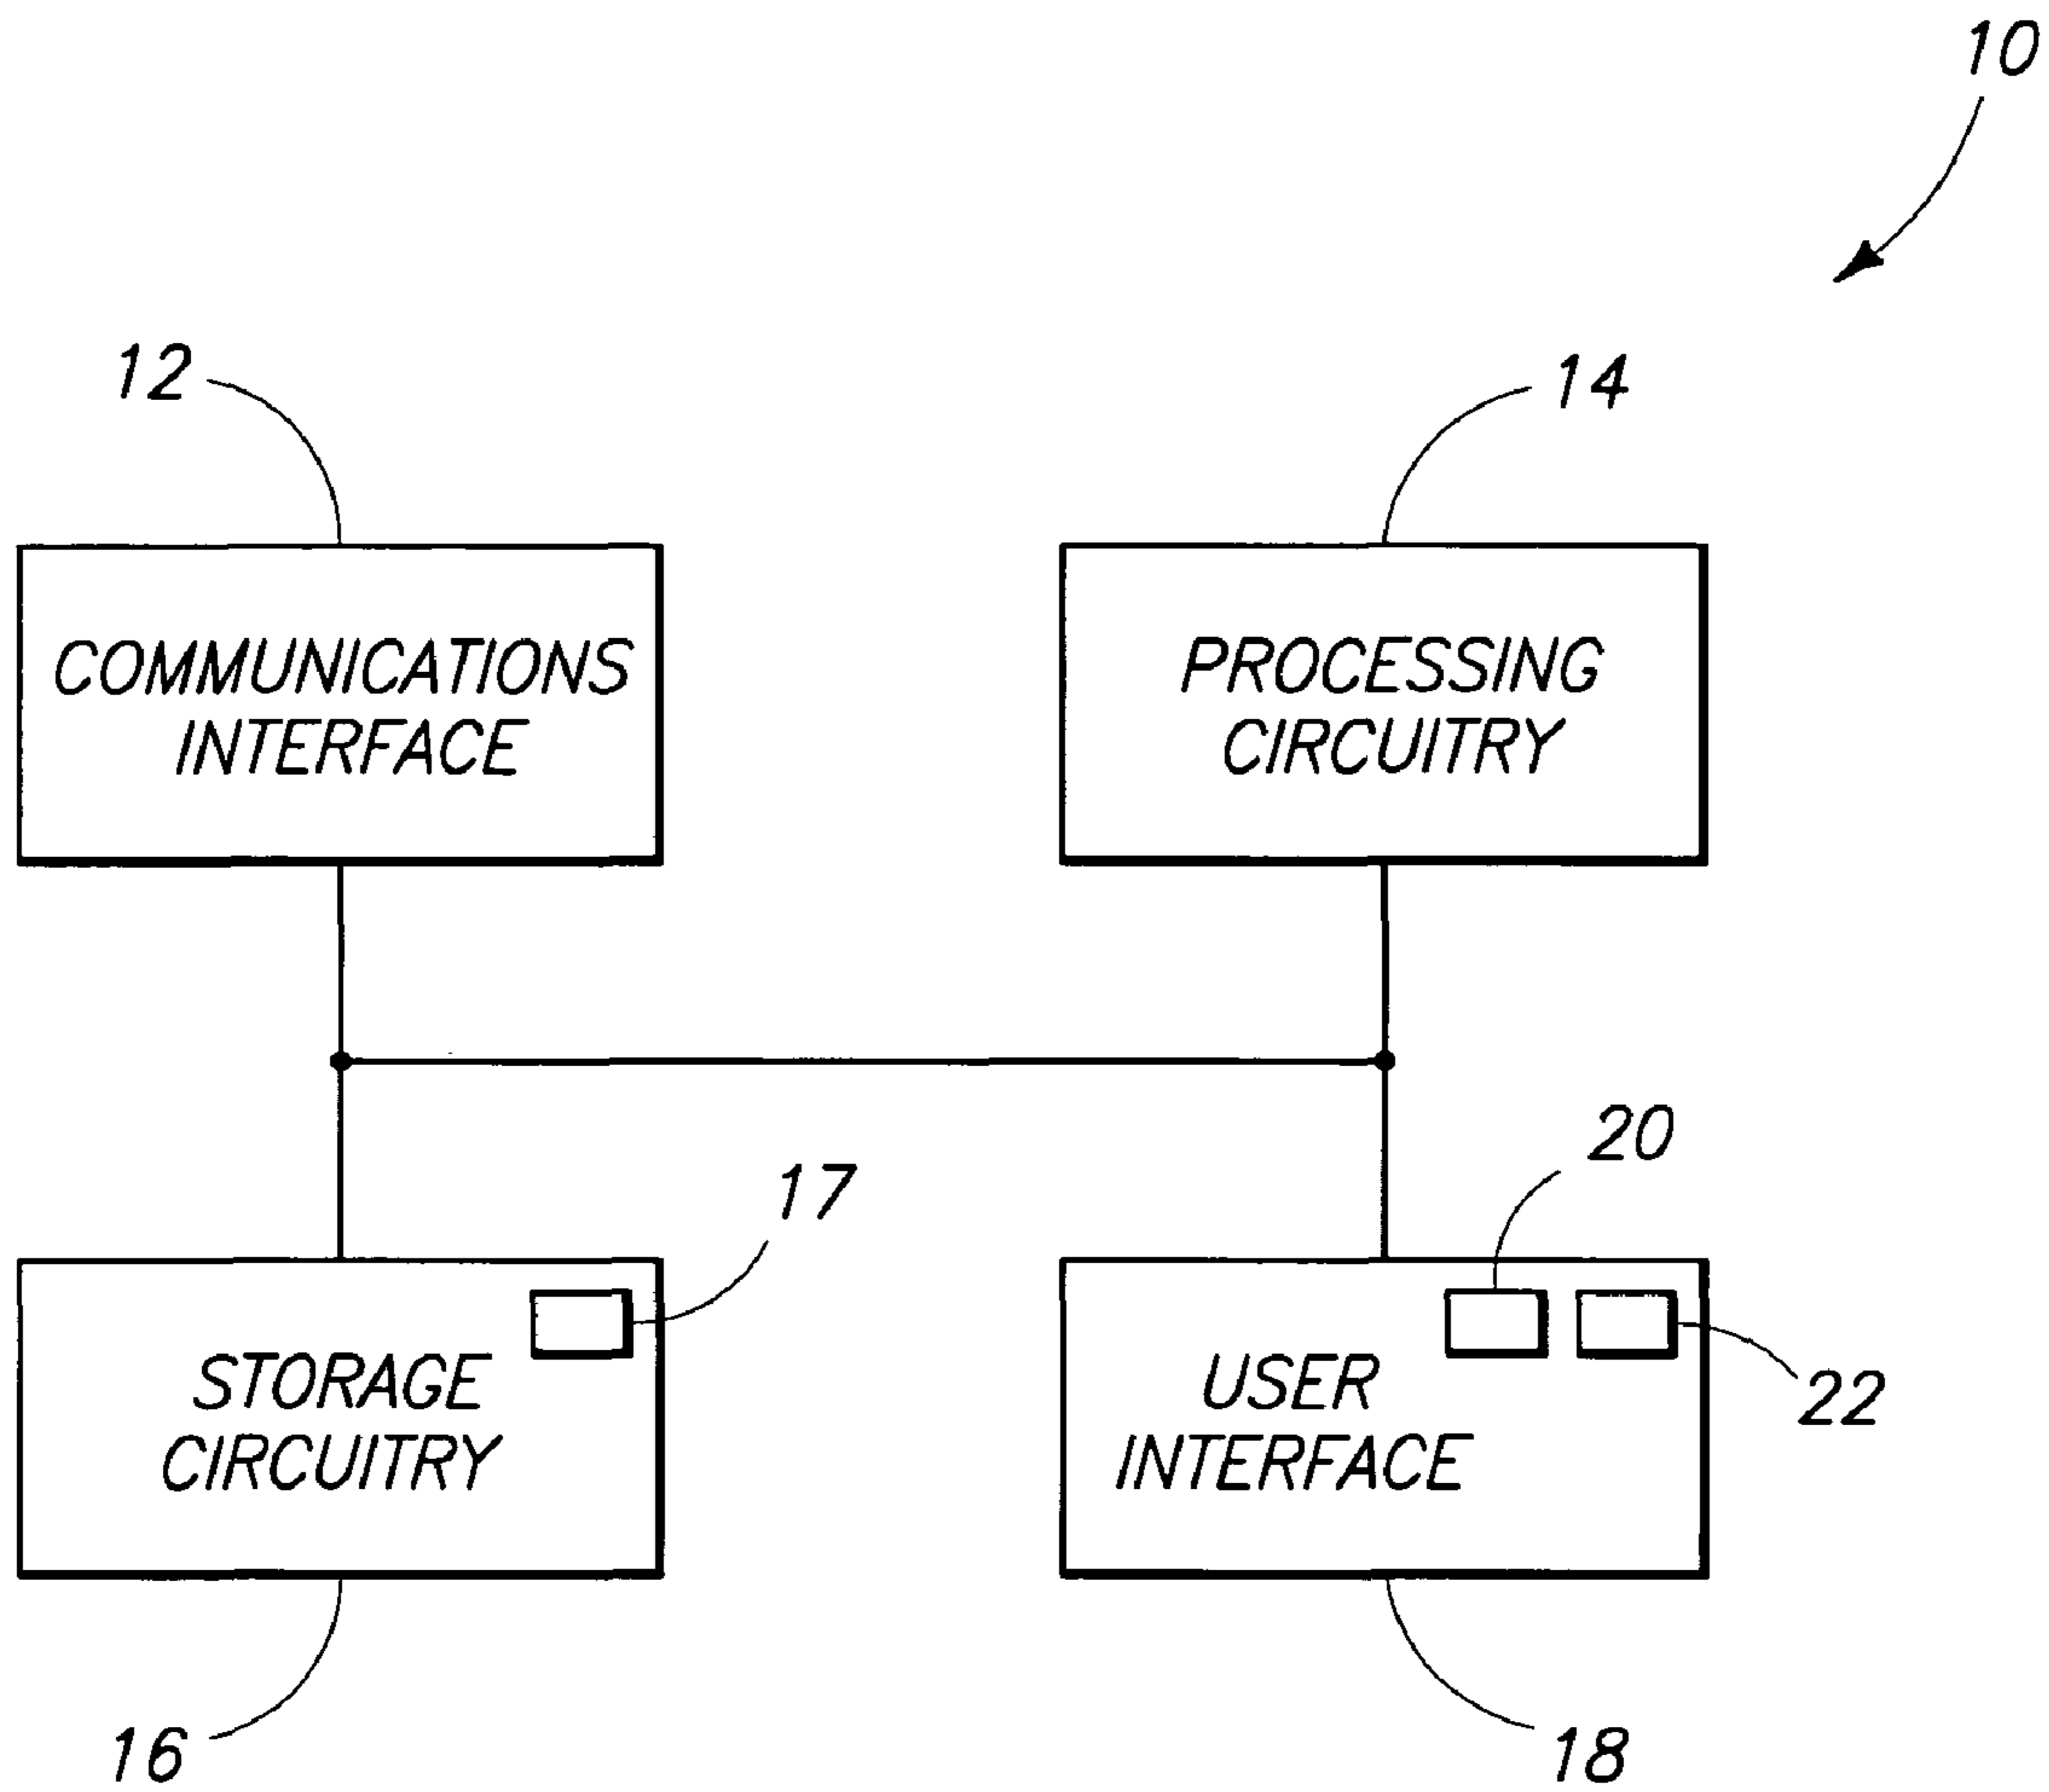 10
12
14
COMMUNICATIONS
INTERFACE
PROCESSING
CIRCUITRY
20
17
STORAGE
CIRCUITRY
USER
INTERFACE
22
16
18